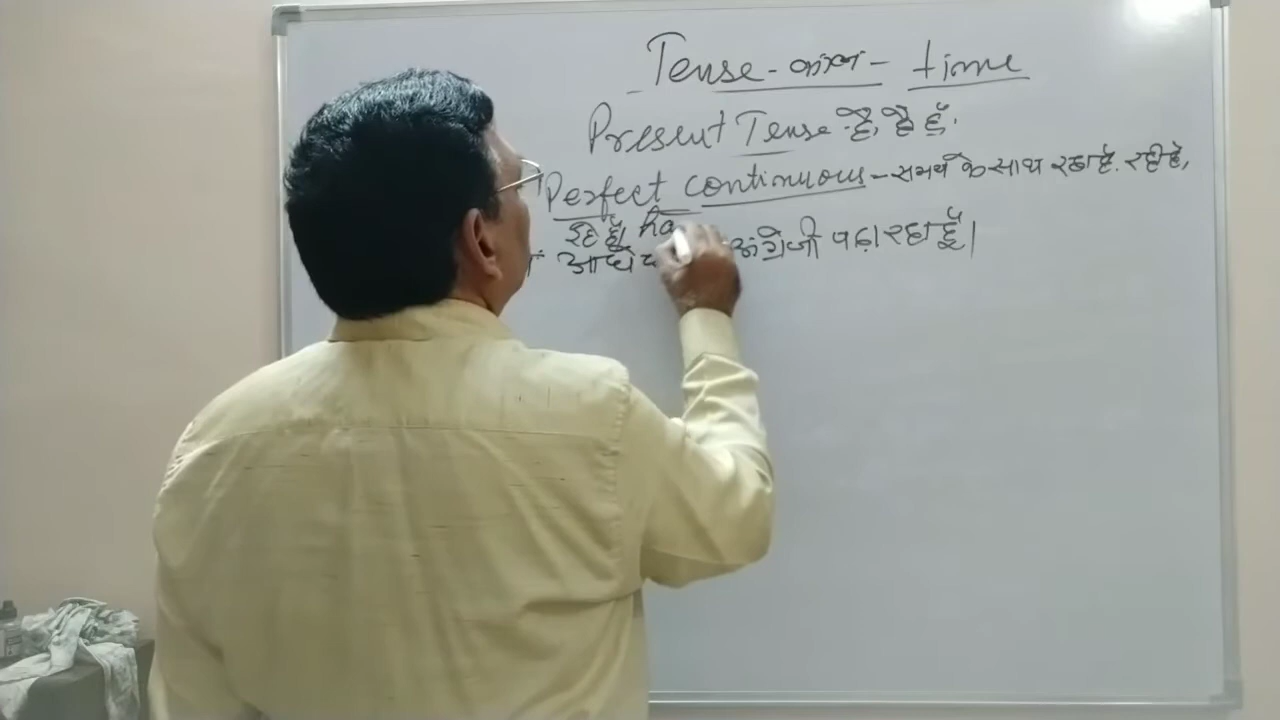 Tense - काल - time
Present Tense - है, हैं हूँ.
Perfect continuous - समय के साथ रहा है. रही है,
रहे हैं, ha
आधे अंग्रेजी पढ़ा रहा हूँ।